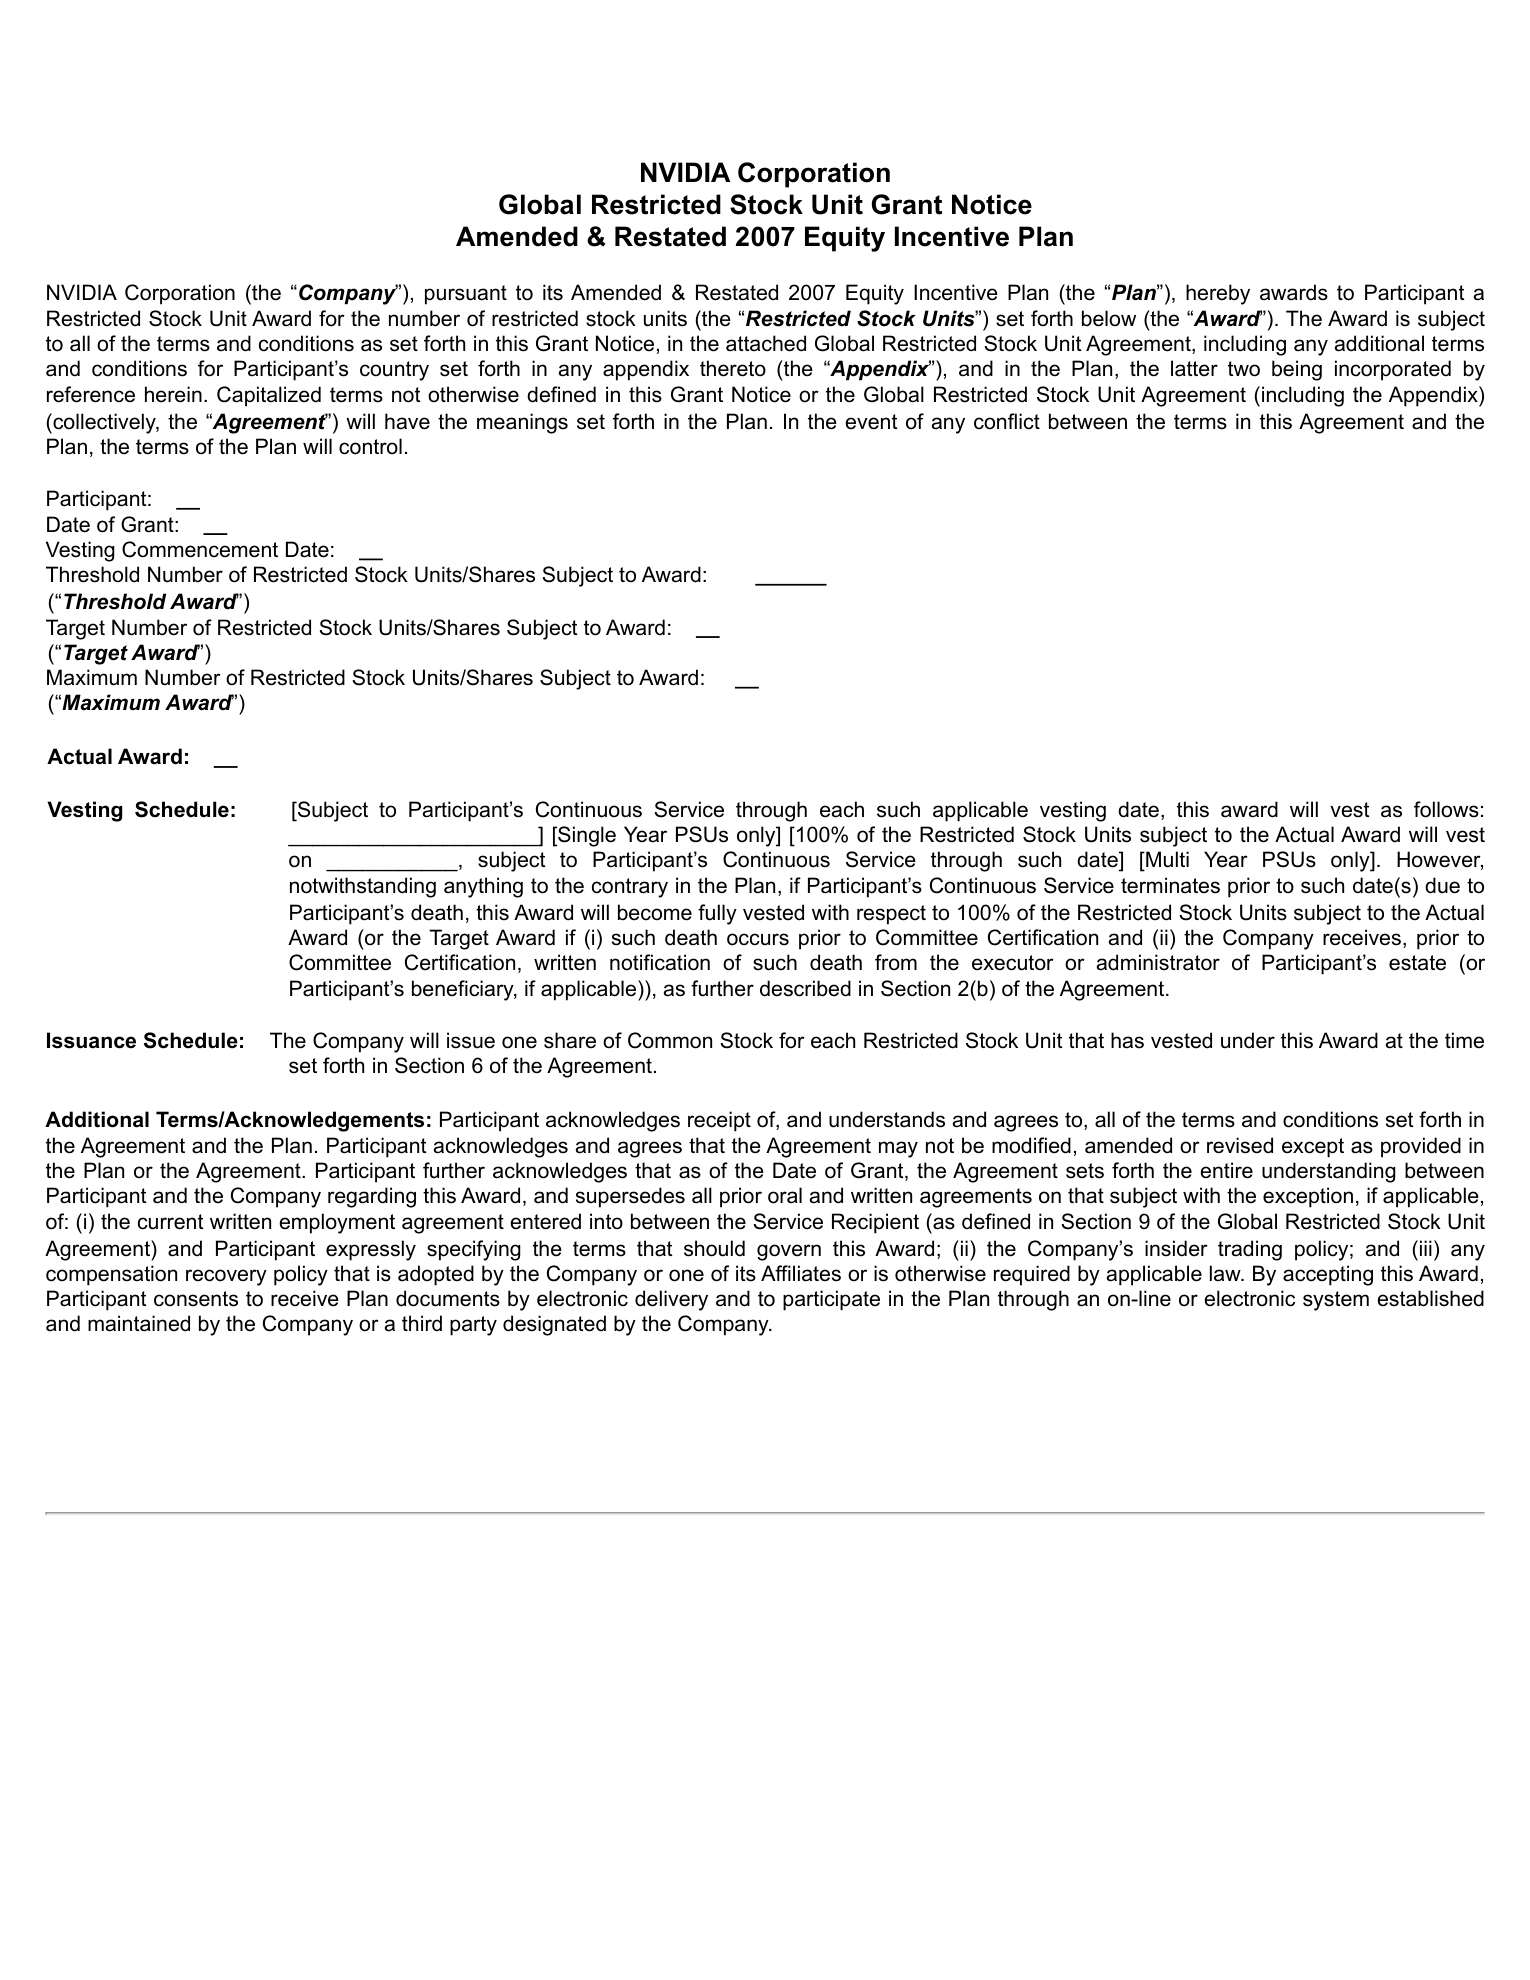 NVIDIA Corporation
Global Restricted Stock Unit Grant Notice
Amended & Restated 2007 Equity Incentive Plan
NVIDIA Corporation (the “Company”), pursuant to its Amended & Restated 2007 Equity Incentive Plan (the “Plan”), hereby awards to Participant a
Restricted Stock Unit Award for the number of restricted stock units (the “Restricted Stock Units”) set forth below (the “Award”). The Award is subject
to all of the terms and conditions as set forth in this Grant Notice, in the attached Global Restricted Stock Unit Agreement, including any additional terms
and conditions for Participant’s country set forth in any appendix thereto (the “Appendix”), and in the Plan, the latter two being incorporated by
reference herein. Capitalized terms not otherwise defined in this Grant Notice or the Global Restricted Stock Unit Agreement (including the Appendix)
(collectively, the “Agreement”) will have the meanings set forth in the Plan. In the event of any conflict between the terms in this Agreement and the
Plan, the terms of the Plan will control.
Participant: __
Date of Grant: __
Vesting Commencement Date: __
Threshold Number of Restricted Stock Units/Shares Subject to Award: ______
(“Threshold Award”)
Target Number of Restricted Stock Units/Shares Subject to Award: __
(“Target Award”)
Maximum Number of Restricted Stock Units/Shares Subject to Award: __
(“Maximum Award”)
Actual Award: __
Vesting Schedule: [Subject to Participant’s Continuous Service through each such applicable vesting date, this award will vest as follows:
_____________________] [Single Year PSUs only] [100% of the Restricted Stock Units subject to the Actual Award will vest
on ___________, subject to Participant’s Continuous Service through such date] [Multi Year PSUs only]. However,
notwithstanding anything to the contrary in the Plan, if Participant’s Continuous Service terminates prior to such date(s) due to
Participant’s death, this Award will become fully vested with respect to 100% of the Restricted Stock Units subject to the Actual
Award (or the Target Award if (i) such death occurs prior to Committee Certification and (ii) the Company receives, prior to
Committee Certification, written notification of such death from the executor or administrator of Participant’s estate (or
Participant’s beneficiary, if applicable)), as further described in Section 2(b) of the Agreement.
Issuance Schedule: The Company will issue one share of Common Stock for each Restricted Stock Unit that has vested under this Award at the time
set forth in Section 6 of the Agreement.
Additional Terms/Acknowledgements: Participant acknowledges receipt of, and understands and agrees to, all of the terms and conditions set forth in
the Agreement and the Plan. Participant acknowledges and agrees that the Agreement may not be modified, amended or revised except as provided in
the Plan or the Agreement. Participant further acknowledges that as of the Date of Grant, the Agreement sets forth the entire understanding between
Participant and the Company regarding this Award, and supersedes all prior oral and written agreements on that subject with the exception, if applicable,
of: (i) the current written employment agreement entered into between the Service Recipient (as defined in Section 9 of the Global Restricted Stock Unit
Agreement) and Participant expressly specifying the terms that should govern this Award; (ii) the Company’s insider trading policy; and (iii) any
compensation recovery policy that is adopted by the Company or one of its Affiliates or is otherwise required by applicable law. By accepting this Award,
Participant consents to receive Plan documents by electronic delivery and to participate in the Plan through an on-line or electronic system established
and maintained by the Company or a third party designated by the Company.